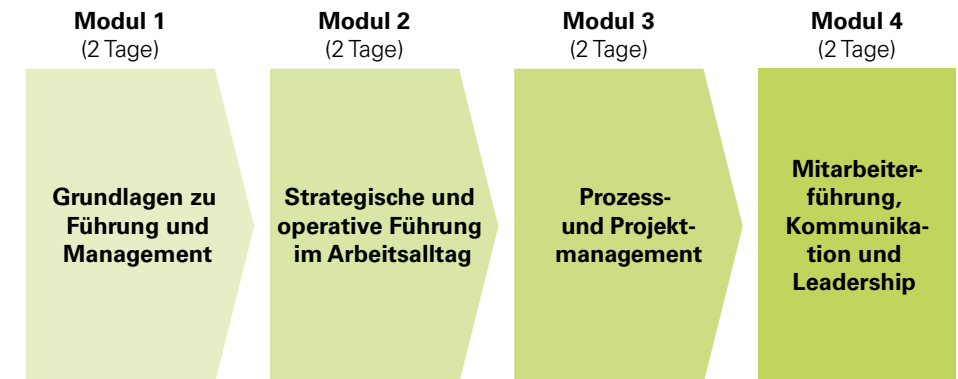 Modul 1
(2 Tage)
Grundlagen zu
Führung und
Management
Modul 2
(2 Tage)
Strategische und
operative Führung
im Arbeitsalltag
Modul 3
(2 Tage)
Prozess-
und Projekt-
management
Modul 4
(2 Tage)
Mitarbeiter-
führung,
Kommunika-
tion und
Leadership